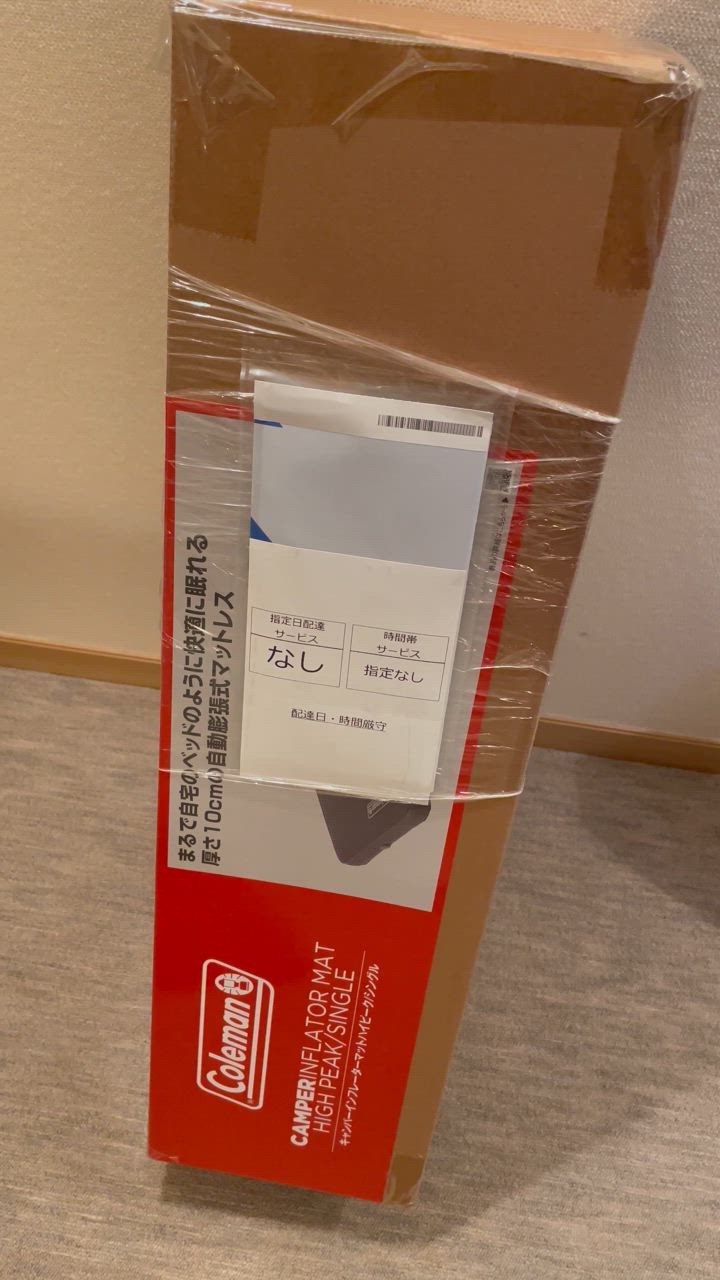 指定日配達
サービス
なし
時間帯
サービス
指定なし
配達日・時間厳守
まるで自宅のベッドのように快適に眠れる
厚さ10cmの自動膨張式マットレス
Coleman
CAMPERINFLATOR MAT
HIGH PEAK/SINGLE
キャンパーインフレーターマットハイピーク/シングル